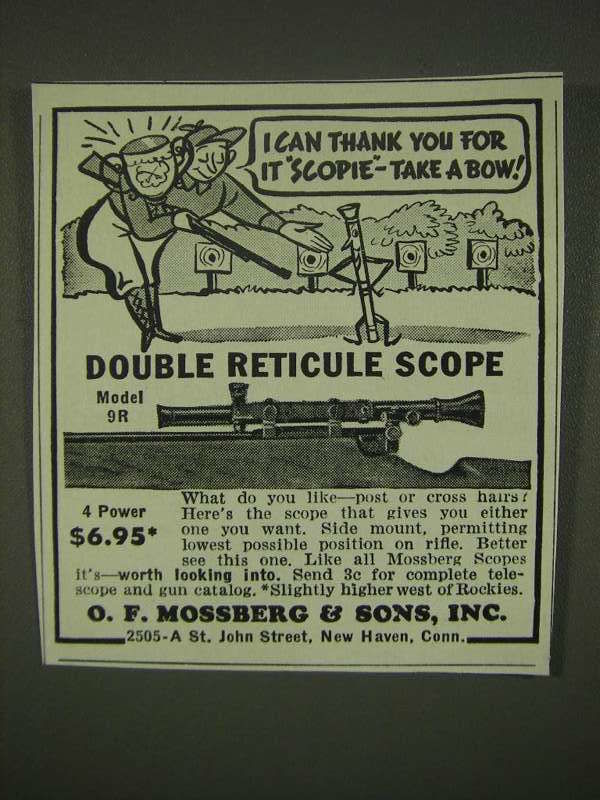 I CAN THANK YOU FOR
IT "SCOPIE"-TAKE A BOW!
DOUBLE RETICULE SCOPE
Model
9R
4 Power
$6.95*
What do you like—post or cross hairs?
Here's the scope that gives you either
one you want. Side mount, permitting
lowest possible position on rifle. Better
see this one. Like all Mossberg Scopes
it's—worth looking into. Send 3c for complete tele-
scope and gun catalog. *Slightly higher west of Rockies.
O. F. MOSSBERG & SONS, INC.
2505-A St. John Street, New Haven, Conn.